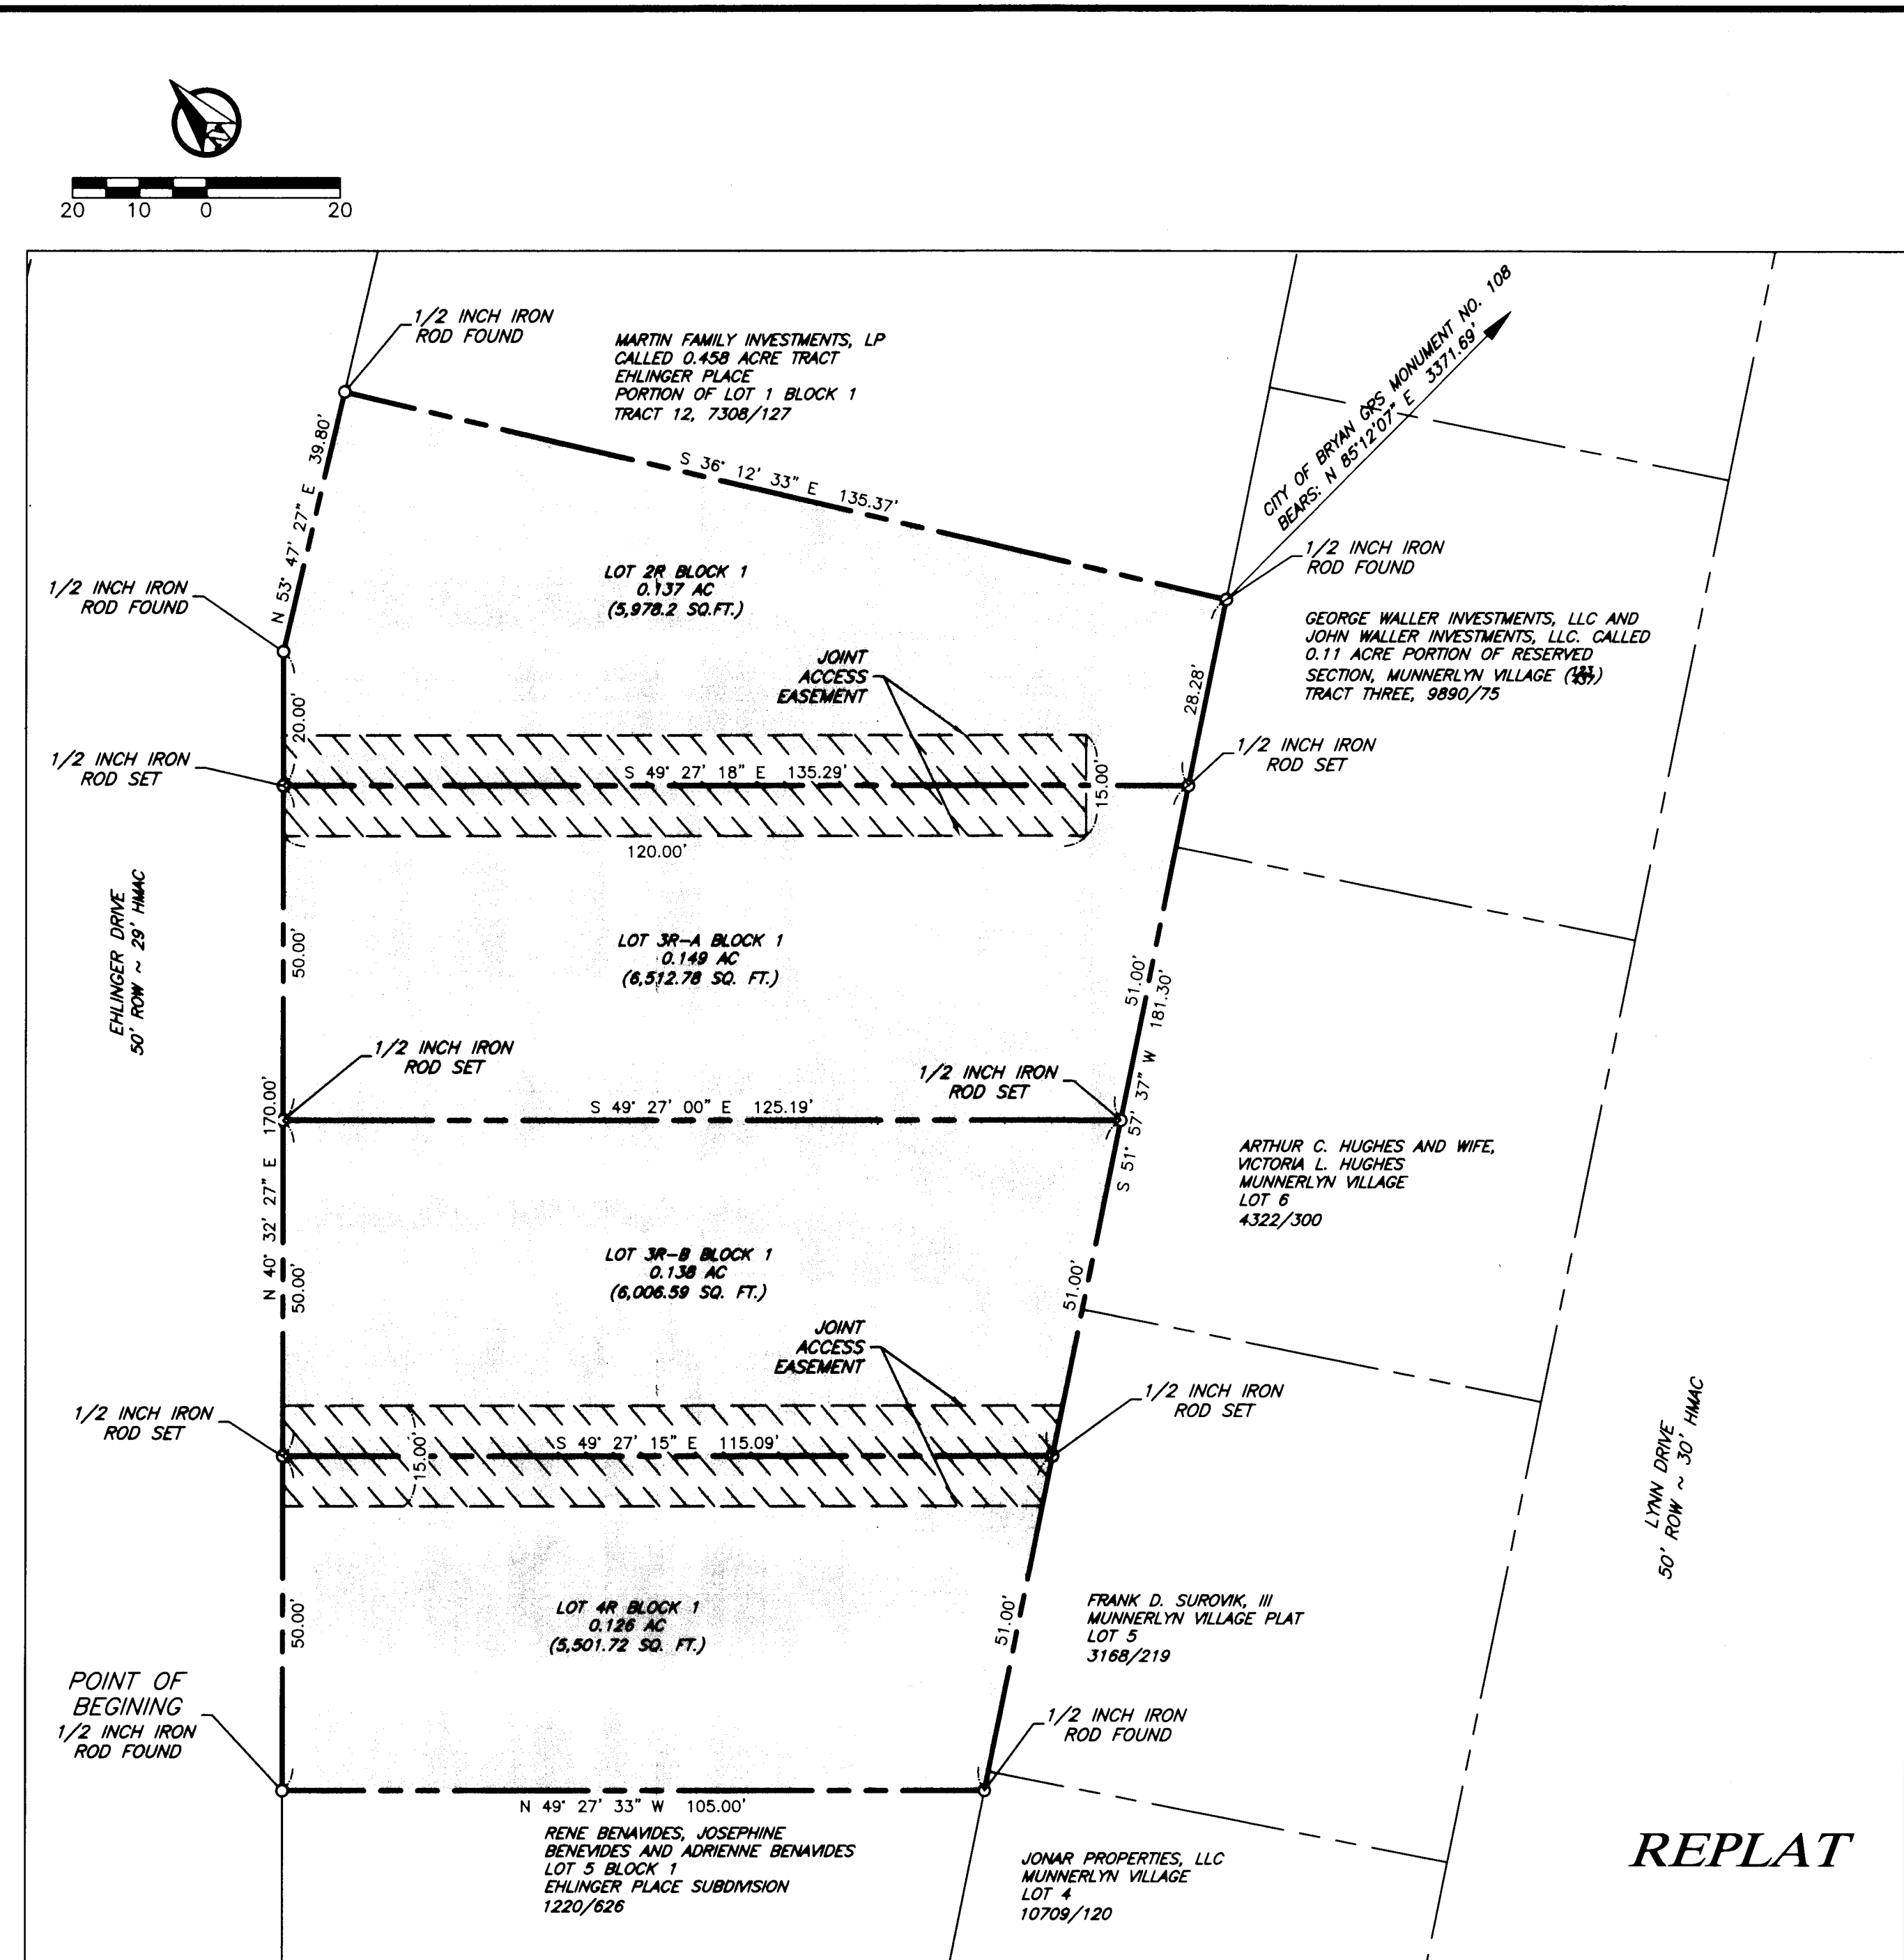 20 10 0 20
1/2 INCH IRON
ROD FOUND
MARTIN FAMILY INVESTMENTS, LP
CALLED 0.458 ACRE TRACT
EHLINGER PLACE
PORTION OF LOT 1 BLOCK 1
TRACT 12, 7308/127
CITY OF BRYAN GPS MONUMENT NO. 108
BEARS: N 85°12'07" E 3371.69'
N 53° 47' 27" E 39.80'
S 36° 12' 33" E 135.37'
1/2 INCH IRON
ROD FOUND
1/2 INCH IRON
ROD FOUND
LOT 2R BLOCK 1
0.137 AC
(5,978.2 SQ.FT.)
GEORGE WALLER INVESTMENTS, LLC AND
JOHN WALLER INVESTMENTS, LLC. CALLED
0.11 ACRE PORTION OF RESERVED
SECTION, MUNNERLYN VILLAGE
TRACT THREE, 9890/75
JOINT
ACCESS
EASEMENT
28.28'
20.00'
1/2 INCH IRON
ROD SET
1/2 INCH IRON
ROD SET
S 49° 27' 18" E 135.29'
15.00'
120.00'
EHLINGER DRIVE
50' ROW ~ 29' HMAC
50.00'
LOT 3R-A BLOCK 1
0.149 AC
(6,512.78 SQ. FT.)
51.00'
S 51° 57' 37" W 181.30'
1/2 INCH IRON
ROD SET
1/2 INCH IRON
ROD SET
N 40° 32' 27" E 170.00'
S 49° 27' 00" E 125.19'
ARTHUR C. HUGHES AND WIFE,
VICTORIA L. HUGHES
MUNNERLYN VILLAGE
LOT 6
4322/300
50.00'
LOT 3R-B BLOCK 1
0.138 AC
(6,006.59 SQ. FT.)
51.00'
JOINT
ACCESS
EASEMENT
1/2 INCH IRON
ROD SET
1/2 INCH IRON
ROD SET
S 49° 27' 15" E 115.09'
15.00'
LYNN DRIVE
50' ROW ~ 30' HMAC
50.00'
LOT 4R BLOCK 1
0.126 AC
(5,501.72 SQ. FT.)
51.00'
FRANK D. SUROVIK, III
MUNNERLYN VILLAGE PLAT
LOT 5
3168/219
POINT OF
BEGINING
1/2 INCH IRON
ROD FOUND
1/2 INCH IRON
ROD FOUND
N 49° 27' 33" W 105.00'
RENE BENAVIDES, JOSEPHINE
BENEVIDES AND ADRIENNE BENAVIDES
LOT 5 BLOCK 1
EHLINGER PLACE SUBDIVISION
1220/626
JONAR PROPERTIES, LLC
MUNNERLYN VILLAGE
LOT 4
10709/120
REPLAT